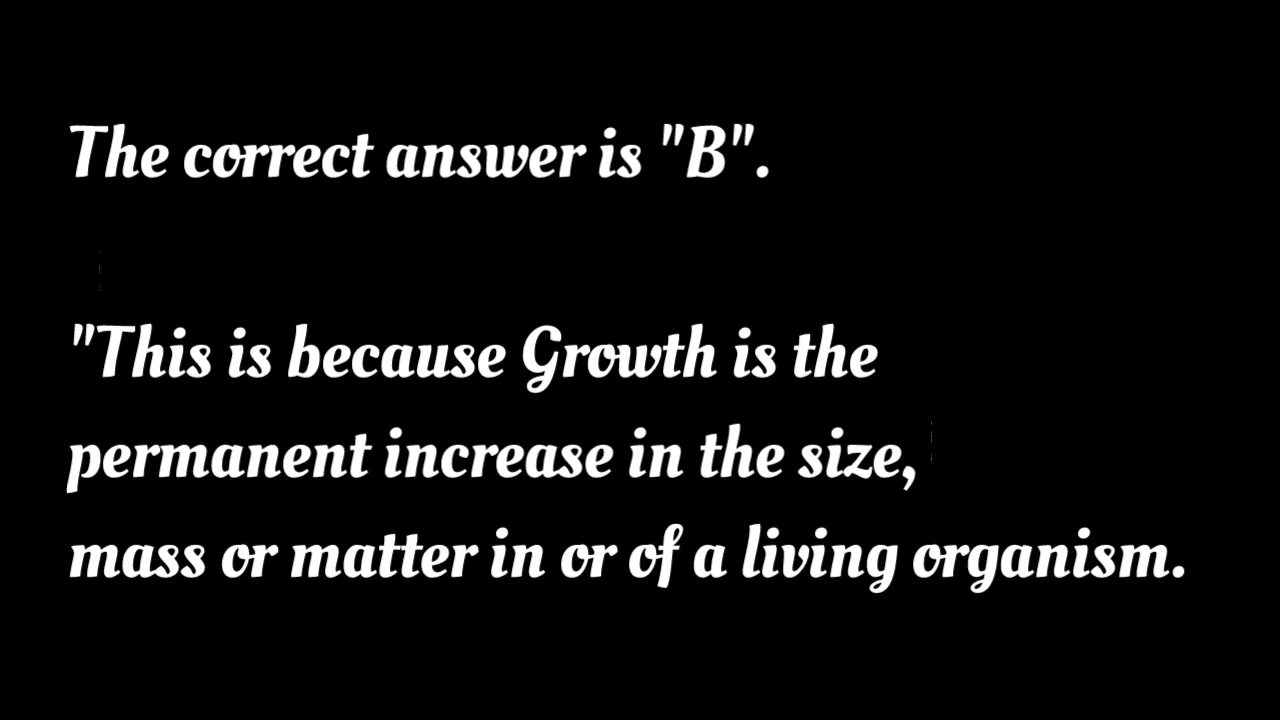 The correct answer is "B".
"This is because Growth is the
permanent increase in the size,
mass or matter in or of a living organism.